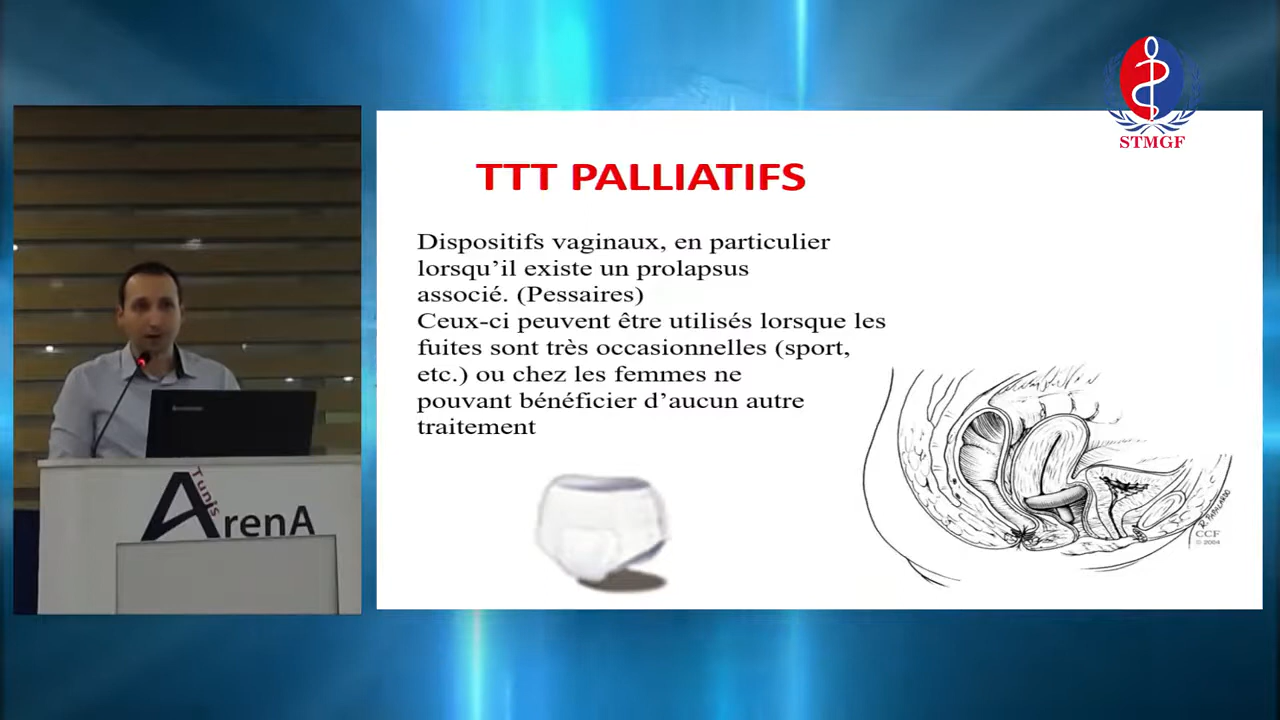 STMGF
TTT PALLIATIFS
Dispositifs vaginaux, en particulier
lorsqu’il existe un prolapsus
associé. (Pessaires)
Ceux-ci peuvent être utilisés lorsque les
fuites sont très occasionnelles (sport,
etc.) ou chez les femmes ne
pouvant bénéficier d’aucun autre
traitement
Tunis
ArenA
CCF
© 2004